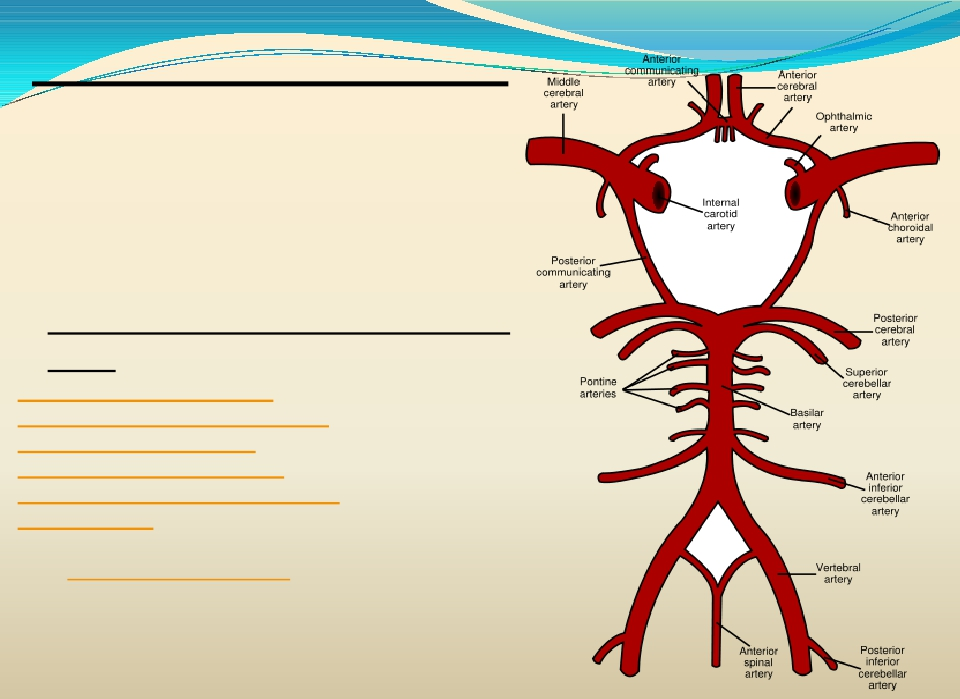 Anterior
communicating
artery
Middle
cerebral
artery
Anterior
cerebral
artery
Ophthalmic
artery
Internal
carotid
artery
Anterior
choroidal
artery
Posterior
communicating
artery
Posterior
cerebral
artery
Superior
cerebellar
artery
Pontine
arteries
Basilar
artery
Anterior
inferior
cerebellar
artery
Vertebral
artery
Anterior
spinal
artery
Posterior
inferior
cerebellar
artery